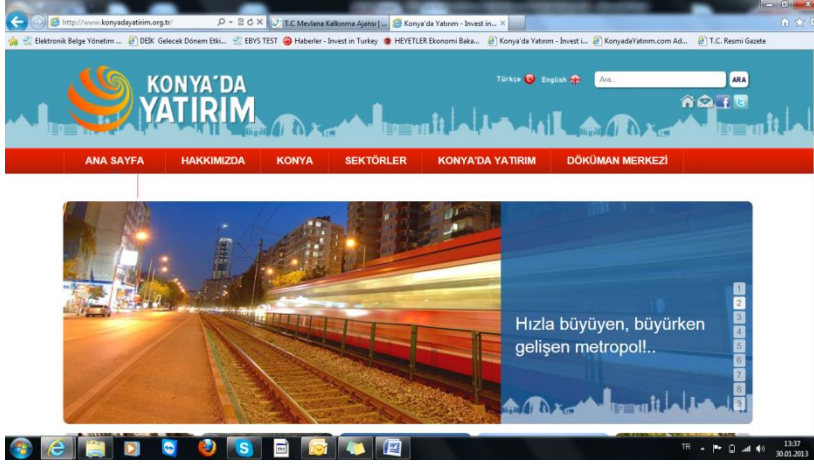 http://www.konyadayatirim.org.tr/
T.C Mevlana Kalkınma Ajansı |...
Konya'da Yatırım - Invest in...
Elektronik Belge Yönetim ...
DEİK Gelecek Dönem Etki...
EBYS TEST
Haberler - Invest in Turkey
HEYETLER Ekonomi Baka...
Konya'da Yatırım - Invest i...
KonyadaYatırım.com Ad...
T.C. Resmi Gazete
KONYA'DA
YATIRIM
Türkçe
English
Ara...
ARA
ANA SAYFA
HAKKIMIZDA
KONYA
SEKTÖRLER
KONYA'DA YATIRIM
DÖKÜMAN MERKEZİ
Hızla büyüyen, büyürken
gelişen metropol!..
1
2
3
4
5
6
7
8
9
TR
13:37
30.01.2013